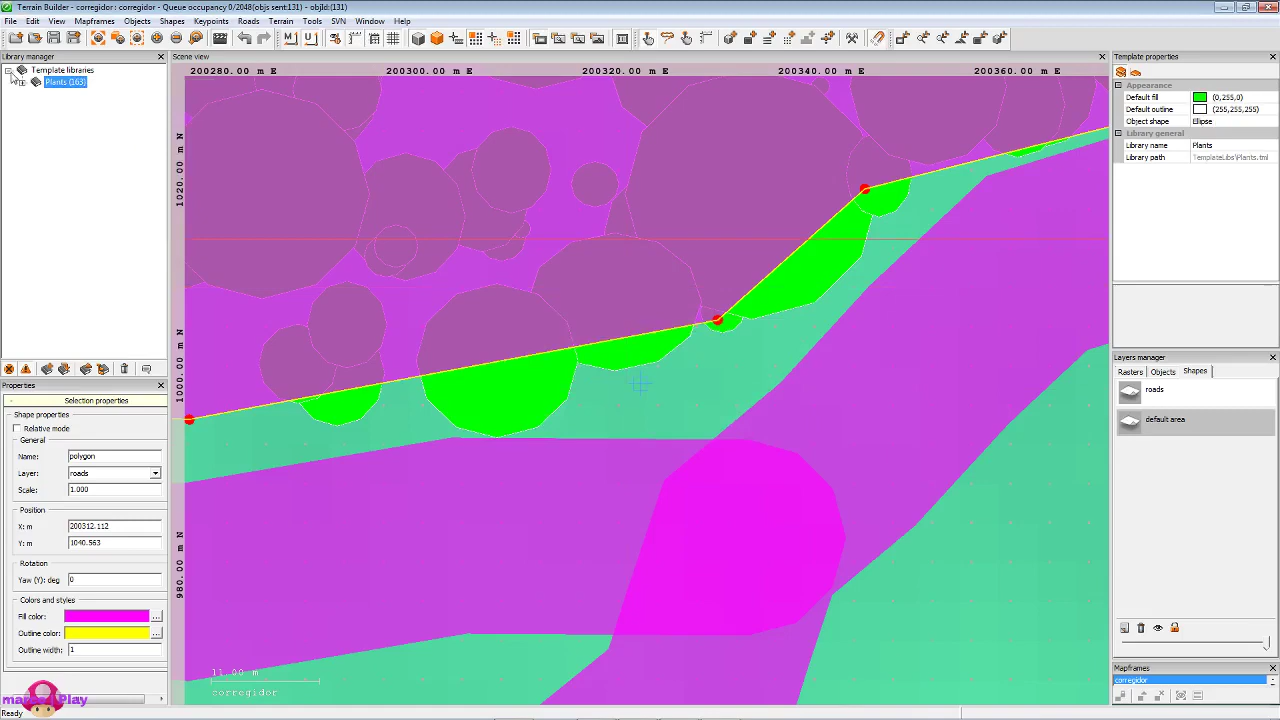 Terrain Builder - corregidor : corregidor - Queue occupancy 0/2048(objs sent:131) - objId:(131)
File Edit View Mapframes Objects Shapes Keypoints Roads Terrain Tools SVN Window Help
Library manager
Template libraries
Plants (163)
Properties
Selection properties
Shape properties
Relative mode
General
Name: polygon
Layer: roads
Scale: 1.000
Position
X: m 200312.112
Y: m 1040.563
Rotation
Yaw (Y): deg 0
Colors and styles
Fill color: ...
Outline color: ...
Outline width: 1
Ready
Scene view
200280.00 m E 200300.00 m E 200320.00 m E 200340.00 m E 200360.00 m E
1020.00 m N
1000.00 m N
980.00 m N
11.00 m
corregidor
Template properties
Appearance
Default fill (0,255,0)
Default outline (255,255,255)
Object shape Ellipse
Library general
Library name Plants
Library path TemplateLibs\Plants.tml
Layers manager
Rasters Objects Shapes
roads
default area
Mapframes
corregidor